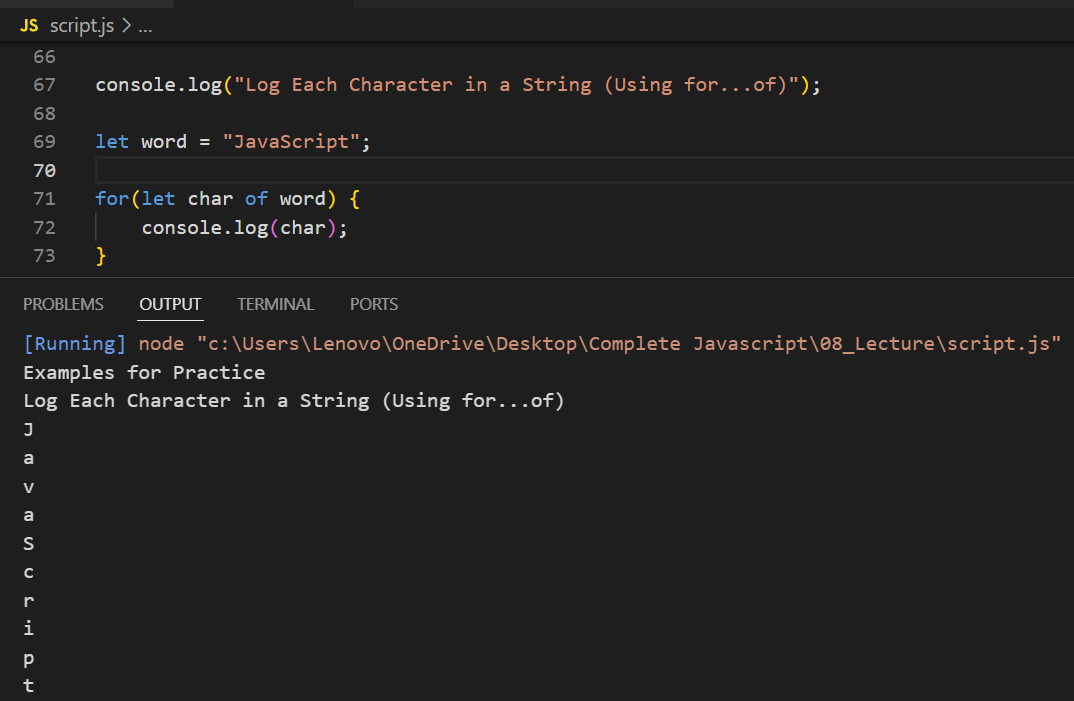 JS script.js > ...
66
67 console.log("Log Each Character in a String (Using for...of)");
68
69 let word = "JavaScript";
70
71 for(let char of word) {
72     console.log(char);
73 }
PROBLEMS OUTPUT TERMINAL PORTS
[Running] node "c:\Users\Lenovo\OneDrive\Desktop\Complete Javascript\08_Lecture\script.js"
Examples for Practice
Log Each Character in a String (Using for...of)
J
a
v
a
S
c
r
i
p
t